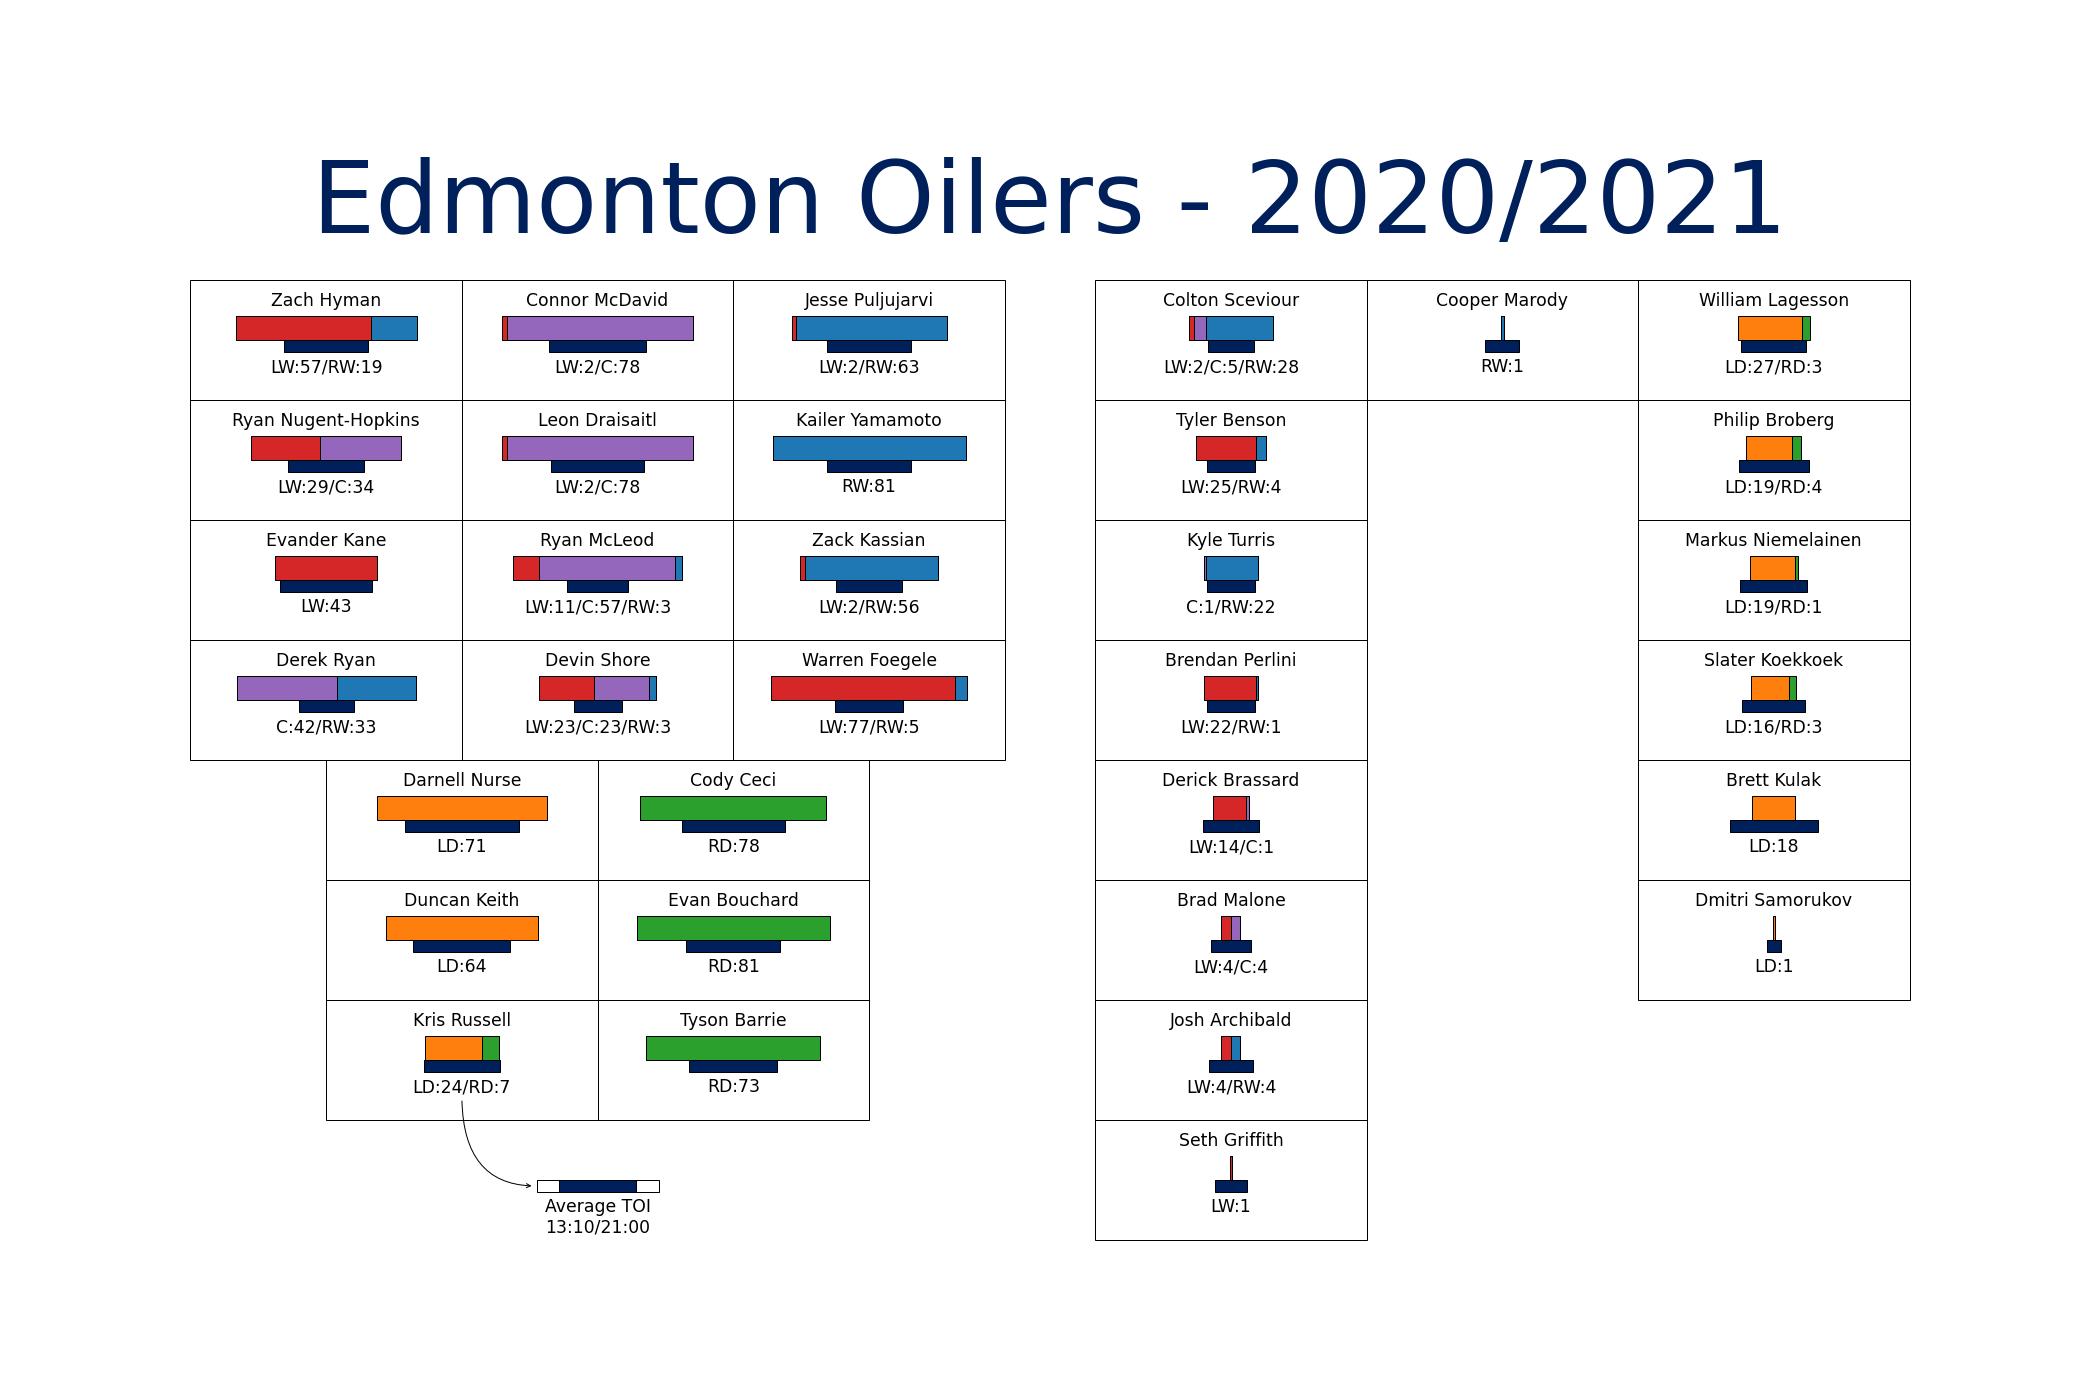 Edmonton Oilers - 2020/2021
Zach Hyman
LW:57/RW:19
Connor McDavid
LW:2/C:78
Jesse Puljujarvi
LW:2/RW:63
Ryan Nugent-Hopkins
LW:29/C:34
Leon Draisaitl
LW:2/C:78
Kailer Yamamoto
RW:81
Evander Kane
LW:43
Ryan McLeod
LW:11/C:57/RW:3
Zack Kassian
LW:2/RW:56
Derek Ryan
C:42/RW:33
Devin Shore
LW:23/C:23/RW:3
Warren Foegele
LW:77/RW:5
Darnell Nurse
LD:71
Cody Ceci
RD:78
Duncan Keith
LD:64
Evan Bouchard
RD:81
Kris Russell
LD:24/RD:7
Tyson Barrie
RD:73
Average TOI
13:10/21:00
Colton Sceviour
LW:2/C:5/RW:28
Cooper Marody
RW:1
William Lagesson
LD:27/RD:3
Tyler Benson
LW:25/RW:4
Philip Broberg
LD:19/RD:4
Kyle Turris
C:1/RW:22
Markus Niemelainen
LD:19/RD:1
Brendan Perlini
LW:22/RW:1
Slater Koekkoek
LD:16/RD:3
Derick Brassard
LW:14/C:1
Brett Kulak
LD:18
Brad Malone
LW:4/C:4
Dmitri Samorukov
LD:1
Josh Archibald
LW:4/RW:4
Seth Griffith
LW:1